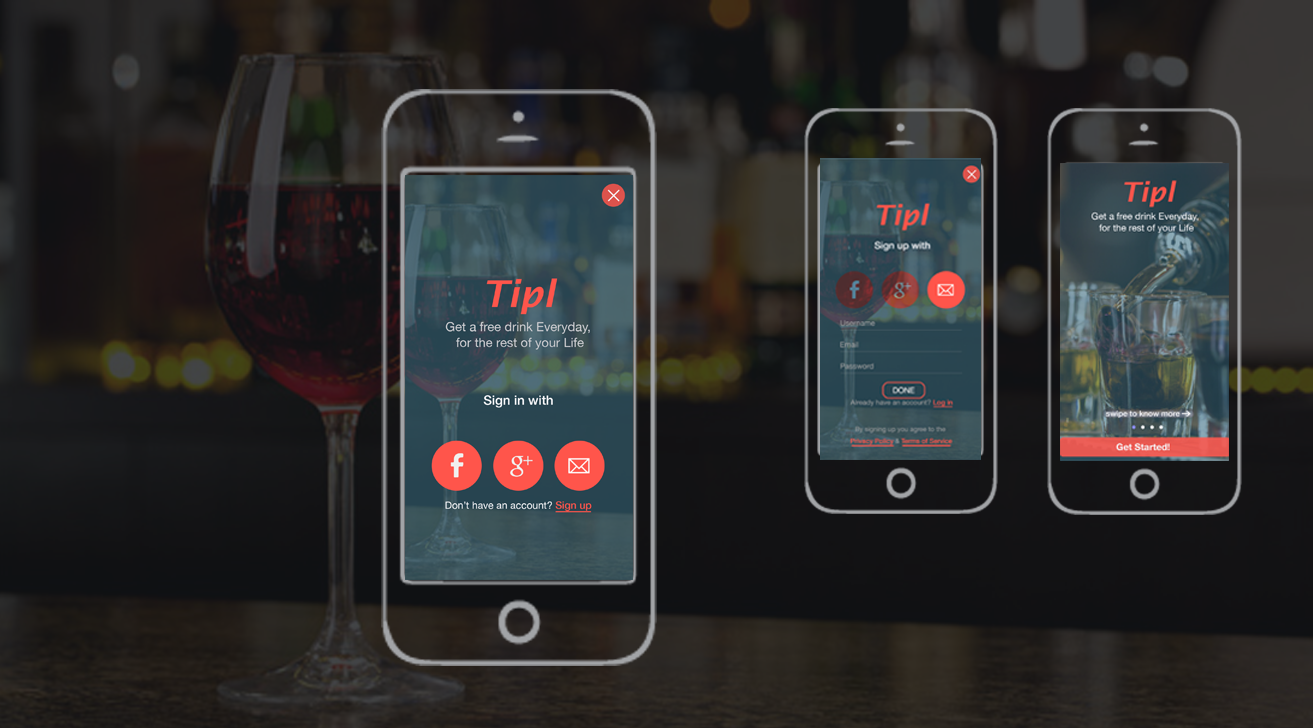 Tipl
Get a free drink Everyday,
for the rest of your Life
Sign in with
f
g+
Don't have an account? Sign up
Tipl
Sign up with
f
g+
Username
Email
Password
DONE
Already have an account? Log in
By signing up you agree to the
Privacy Policy & Terms of Service
Tipl
Get a free drink Everyday,
for the rest of your Life
swipe to know more
Get Started!